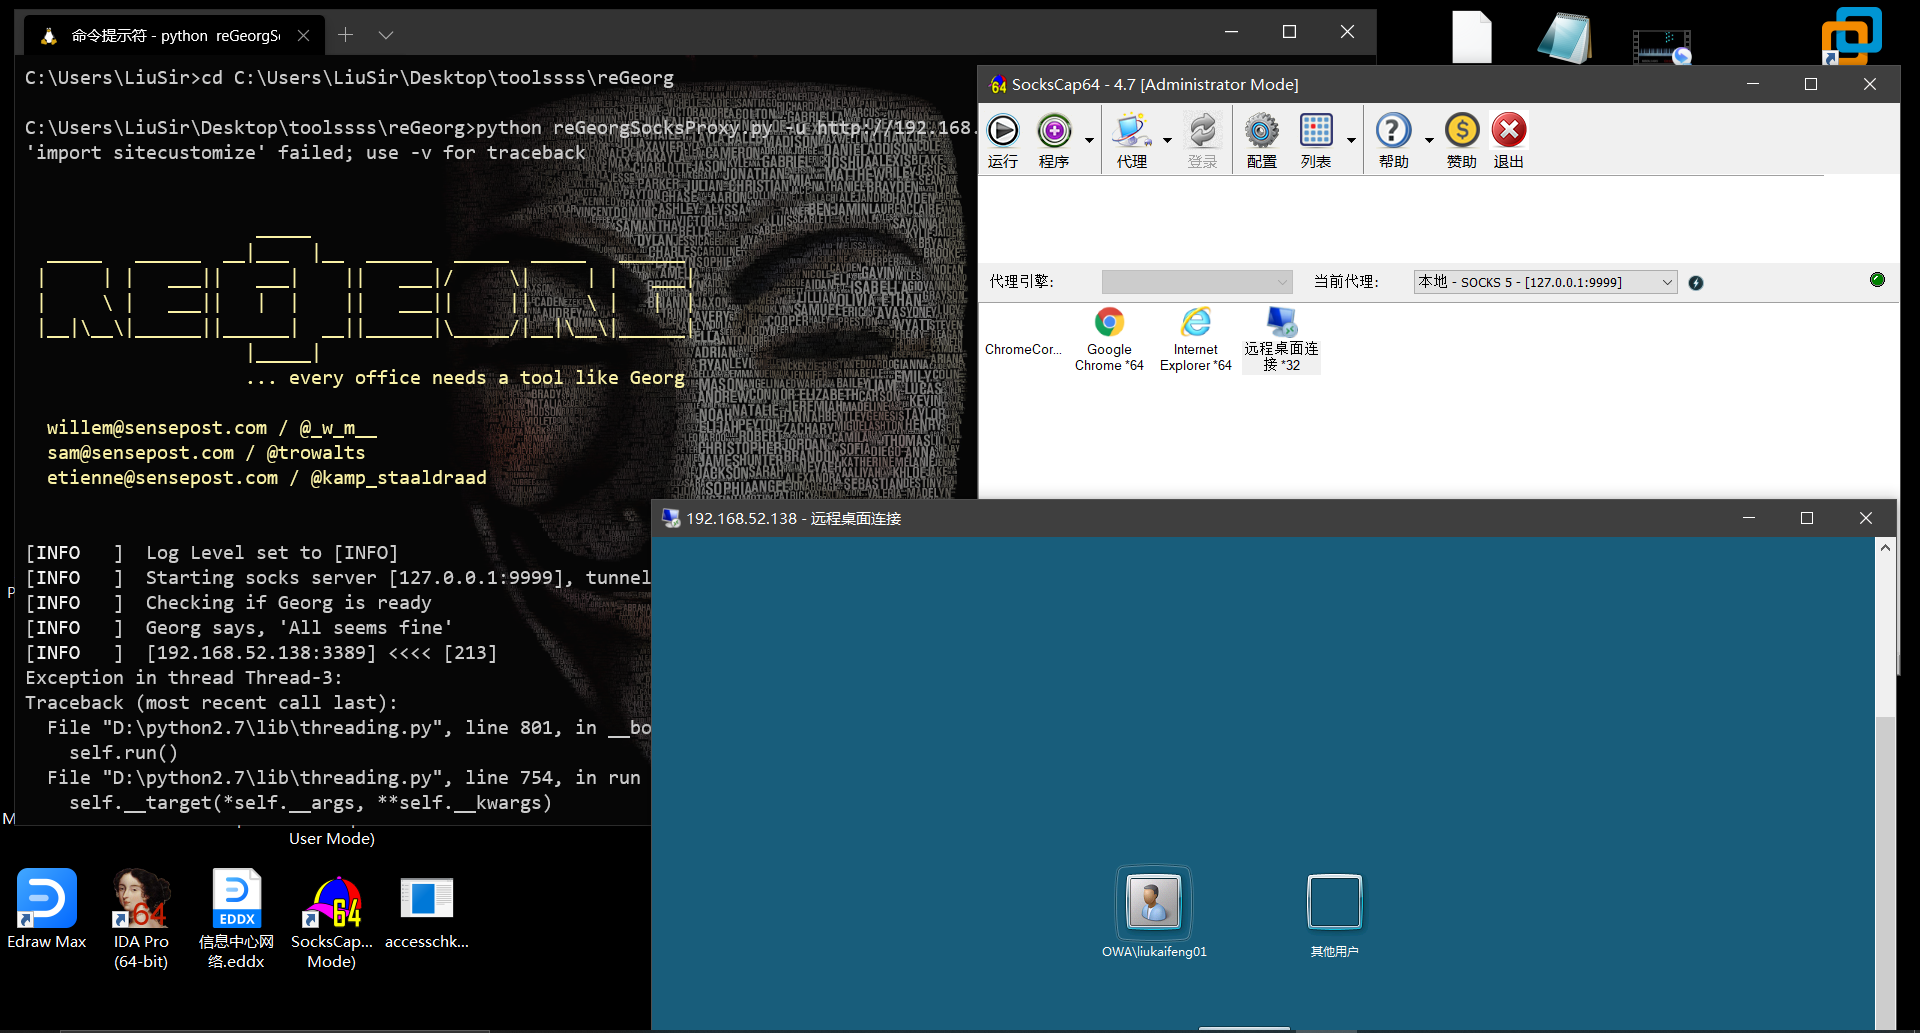 命令提示符 - python  reGeorgSo
C:\Users\LiuSir>cd C:\Users\LiuSir\Desktop\toolssss\reGeorg
C:\Users\LiuSir\Desktop\toolssss\reGeorg>python reGeorgSocksProxy.py -u http://192.168.
'import sitecustomize' failed; use -v for traceback
... every office needs a tool like Georg
willem@sensepost.com / @_w_m__
sam@sensepost.com / @trowalts
etienne@sensepost.com / @kamp_staaldraad
[INFO   ]  Log Level set to [INFO]
[INFO   ]  Starting socks server [127.0.0.1:9999], tunnel
[INFO   ]  Checking if Georg is ready
[INFO   ]  Georg says, 'All seems fine'
[INFO   ]  [192.168.52.138:3389] <<<< [213]
Exception in thread Thread-3:
Traceback (most recent call last):
File "D:\python2.7\lib\threading.py", line 801, in __bo
self.run()
File "D:\python2.7\lib\threading.py", line 754, in run
self.__target(*self.__args, **self.__kwargs)
SocksCap64 - 4.7 [Administrator Mode]
运行 程序 代理 登录 配置 列表 帮助 赞助 退出
代理引擎: 当前代理: 本地 - SOCKS 5 - [127.0.0.1:9999]
ChromeCor...
Google
Chrome *64
Internet
Explorer *64
远程桌面连
接 *32
192.168.52.138 - 远程桌面连接
OWA\liukaifeng01
其他用户
User Mode)
Edraw Max
IDA Pro
(64-bit)
EDDX
信息中心网
络.eddx
SocksCap...
Mode)
accesschk...